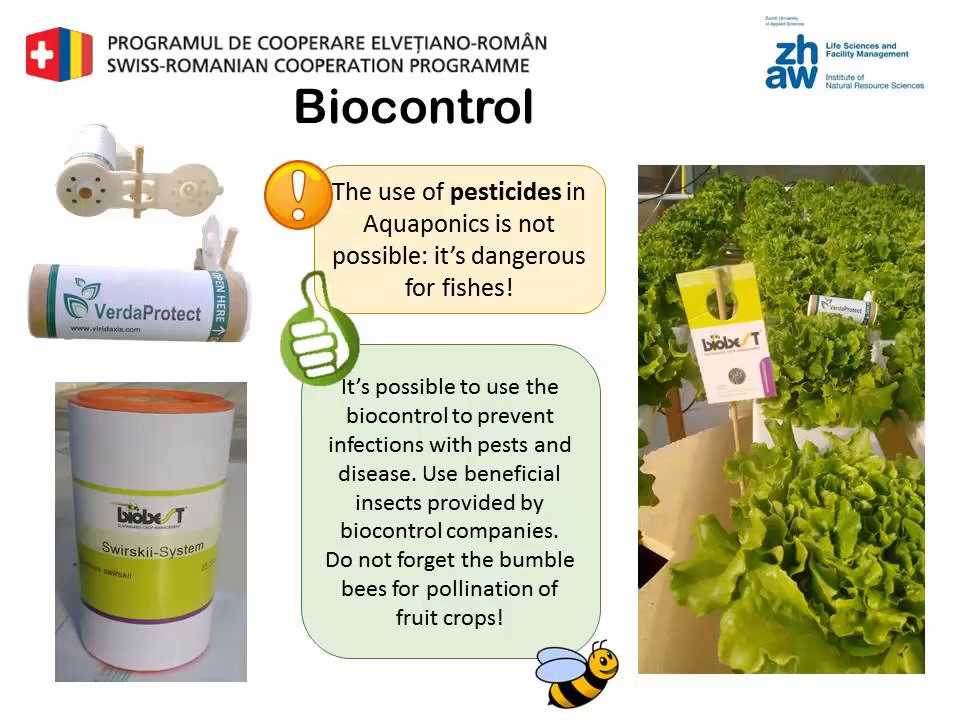 PROGRAMUL DE COOPERARE ELVEȚIANO-ROMÂN
SWISS-ROMANIAN COOPERATION PROGRAMME
Zurich University
of Applied Sciences
zh
aw
Life Sciences and
Facility Management
Institute of
Natural Resource Sciences
Biocontrol
The use of pesticides in
Aquaponics is not
possible: it's dangerous
for fishes!
VerdaProtect
www.viridaxis.com
OPEN HERE
It's possible to use the
biocontrol to prevent
infections with pests and
disease. Use beneficial
insects provided by
biocontrol companies.
Do not forget the bumble
bees for pollination of
fruit crops!
biobest
SUSTAINABLE CROP MANAGEMENT
Swirskii-System
swirskii
biobest
VerdaProtect